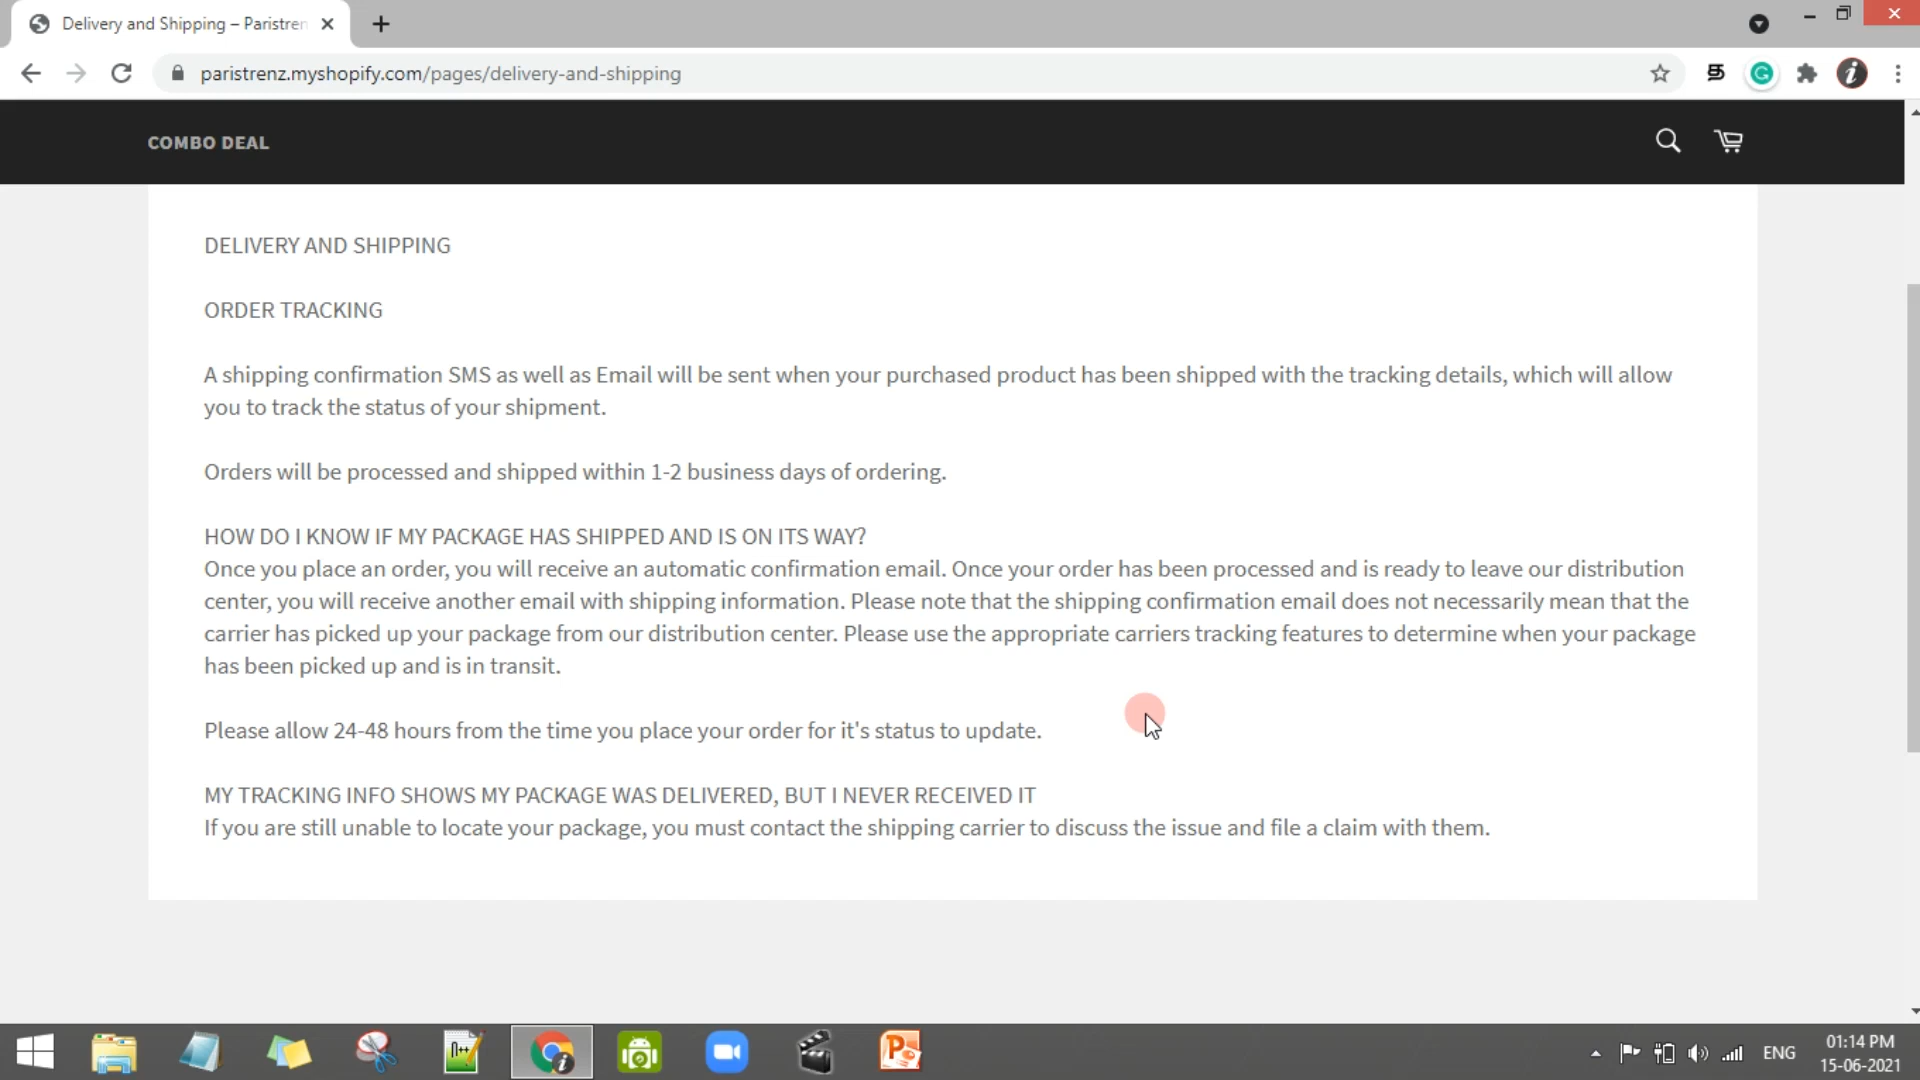 Delivery and Shipping – Paristren
paristrenz.myshopify.com/pages/delivery-and-shipping
COMBO DEAL
DELIVERY AND SHIPPING
ORDER TRACKING
A shipping confirmation SMS as well as Email will be sent when your purchased product has been shipped with the tracking details, which will allow
you to track the status of your shipment.
Orders will be processed and shipped within 1-2 business days of ordering.
HOW DO I KNOW IF MY PACKAGE HAS SHIPPED AND IS ON ITS WAY?
Once you place an order, you will receive an automatic confirmation email. Once your order has been processed and is ready to leave our distribution
center, you will receive another email with shipping information. Please note that the shipping confirmation email does not necessarily mean that the
carrier has picked up your package from our distribution center. Please use the appropriate carriers tracking features to determine when your package
has been picked up and is in transit.
Please allow 24-48 hours from the time you place your order for it's status to update.
MY TRACKING INFO SHOWS MY PACKAGE WAS DELIVERED, BUT I NEVER RECEIVED IT
If you are still unable to locate your package, you must contact the shipping carrier to discuss the issue and file a claim with them.
ENG
01:14 PM
15-06-2021